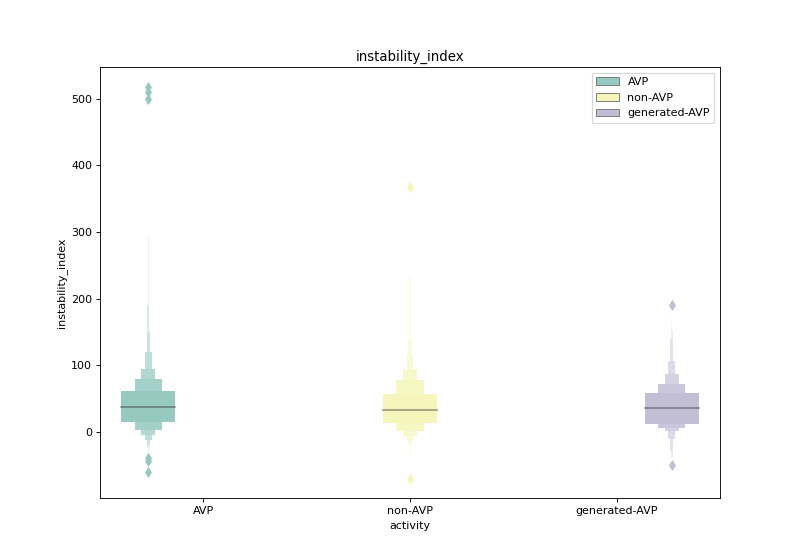 instability_index
AVP
non-AVP
generated-AVP
instability_index
500
400
300
200
100
0
AVP
non-AVP
generated-AVP
activity